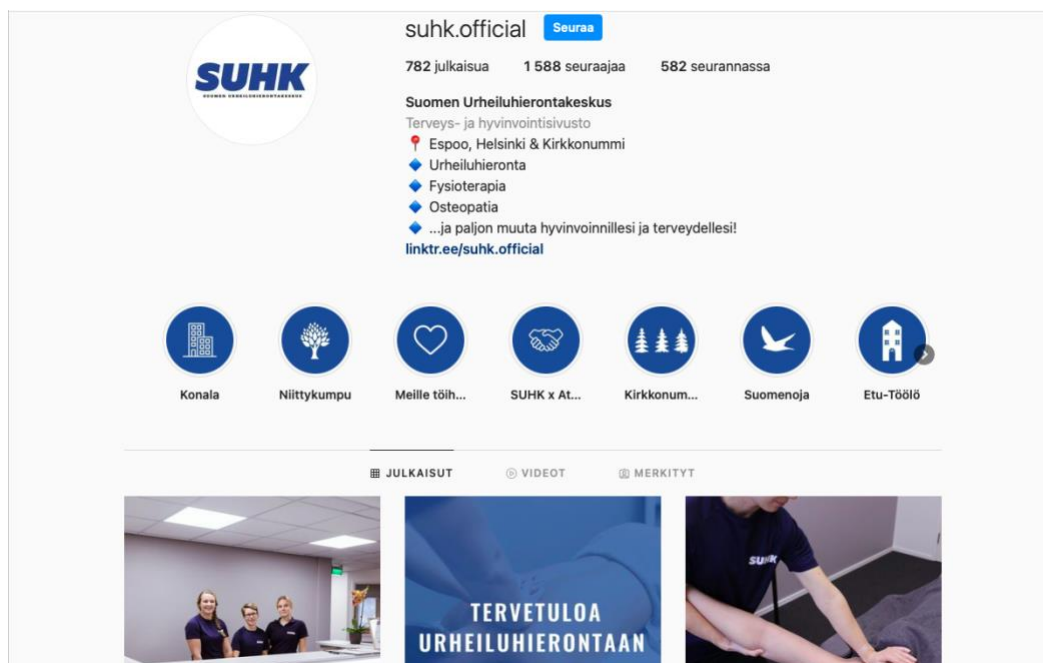 suhk.official Seuraa
782 julkaisua 1 588 seuraajaa 582 seurannassa
SUHK
SUOMEN URHEILUHIERONTAKESKUS
Suomen Urheiluhierontakeskus
Terveys- ja hyvinvointisivusto
📍 Espoo, Helsinki & Kirkkonummi
🔹 Urheiluhieronta
🔹 Fysioterapia
🔹 Osteopatia
🔹 ...ja paljon muuta hyvinvoinnillesi ja terveydellesi!
linktr.ee/suhk.official
Konala Niittykumpu Meille töih... SUHK x At... Kirkkonum... Suomenoja Etu-Töölö
JULKAISUT VIDEOT MERKITYT
TERVETULOA
URHEILUHIERONTAAN
SUHK